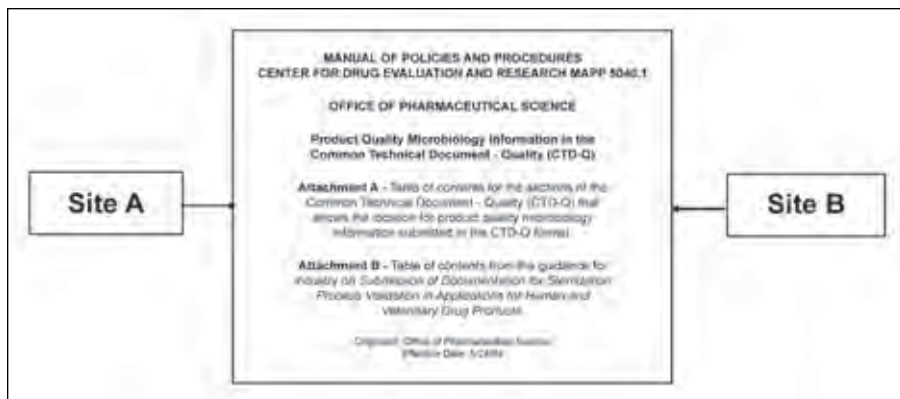 MANUAL OF POLICIES AND PROCEDURES
CENTER FOR DRUG EVALUATION AND RESEARCH MAPP 5040.1
OFFICE OF PHARMACEUTICAL SCIENCE
Product Quality Microbiology Information in the
Common Technical Document - Quality (CTD-Q)
Site A
Attachment A - Table of contents for the sections of the
Common Technical Document - Quality (CTD-Q) that
the location for product quality microbiology
information submitted in the CTD-Q format
Site B
Attachment B - Table of contents from the guidance for
industry on Submission of Documentation for Sterilization
Process Validation in Applications for Human and
Veterinary Drug Products
Office of Pharmaceutical Science
Effective Date: